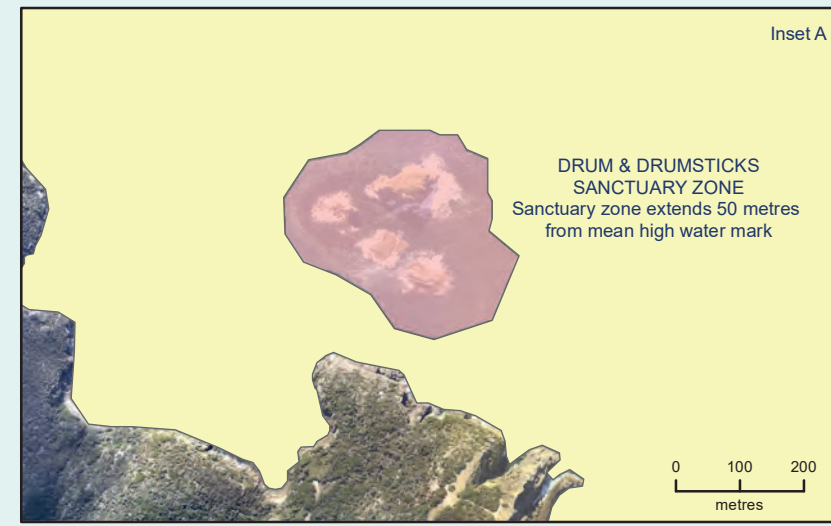 Inset A
DRUM & DRUMSTICKS
SANCTUARY ZONE
Sanctuary zone extends 50 metres
from mean high water mark
0 100 200
metres